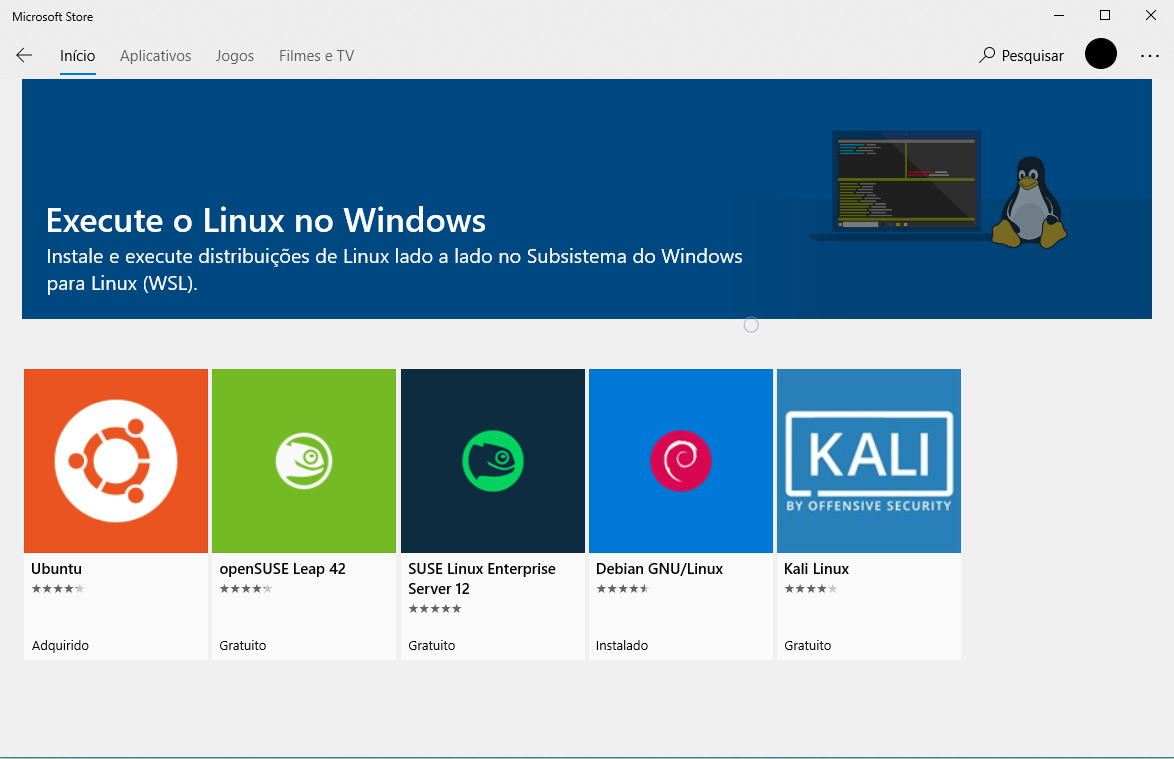 Microsoft Store
Início Aplicativos Jogos Filmes e TV Pesquisar
Execute o Linux no Windows
Instale e execute distribuições de Linux lado a lado no Subsistema do Windows
para Linux (WSL).
KALI
BY OFFENSIVE SECURITY
Ubuntu
Adquirido
openSUSE Leap 42
Gratuito
SUSE Linux Enterprise
Server 12
Gratuito
Debian GNU/Linux
Instalado
Kali Linux
Gratuito